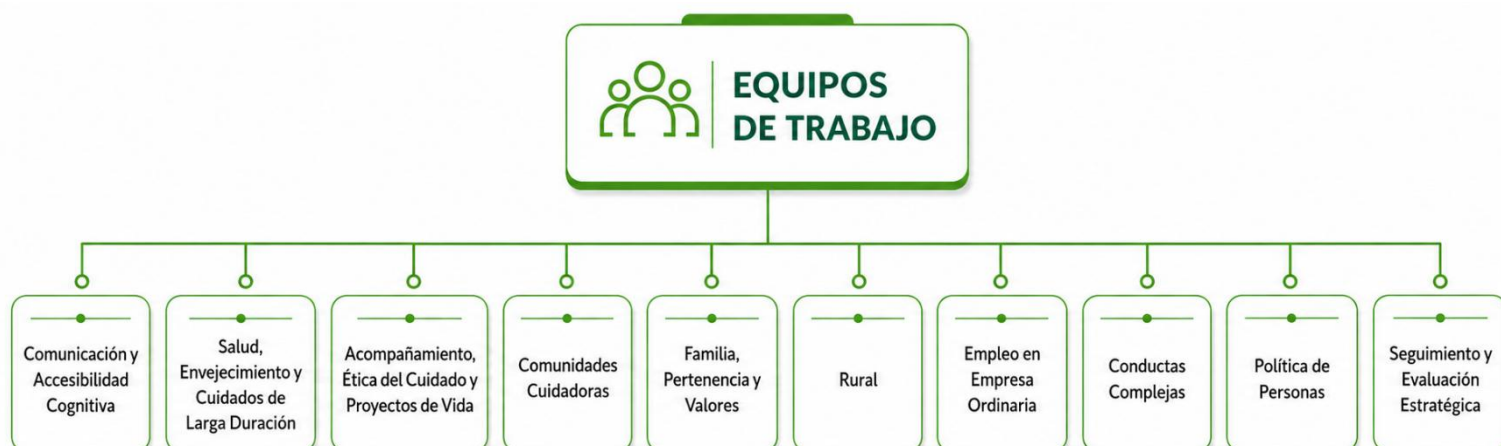 EQUIPOS
DE TRABAJO
Comunicación y
Accesibilidad
Cognitiva
Salud,
Envejecimiento y
Cuidados de
Larga Duración
Acompañamiento,
Ética del Cuidado y
Proyectos de Vida
Comunidades
Cuidadoras
Familia,
Pertenencia y
Valores
Rural
Empleo en
Empresa
Ordinaria
Conductas
Complejas
Política de
Personas
Seguimiento y
Evaluación
Estratégica